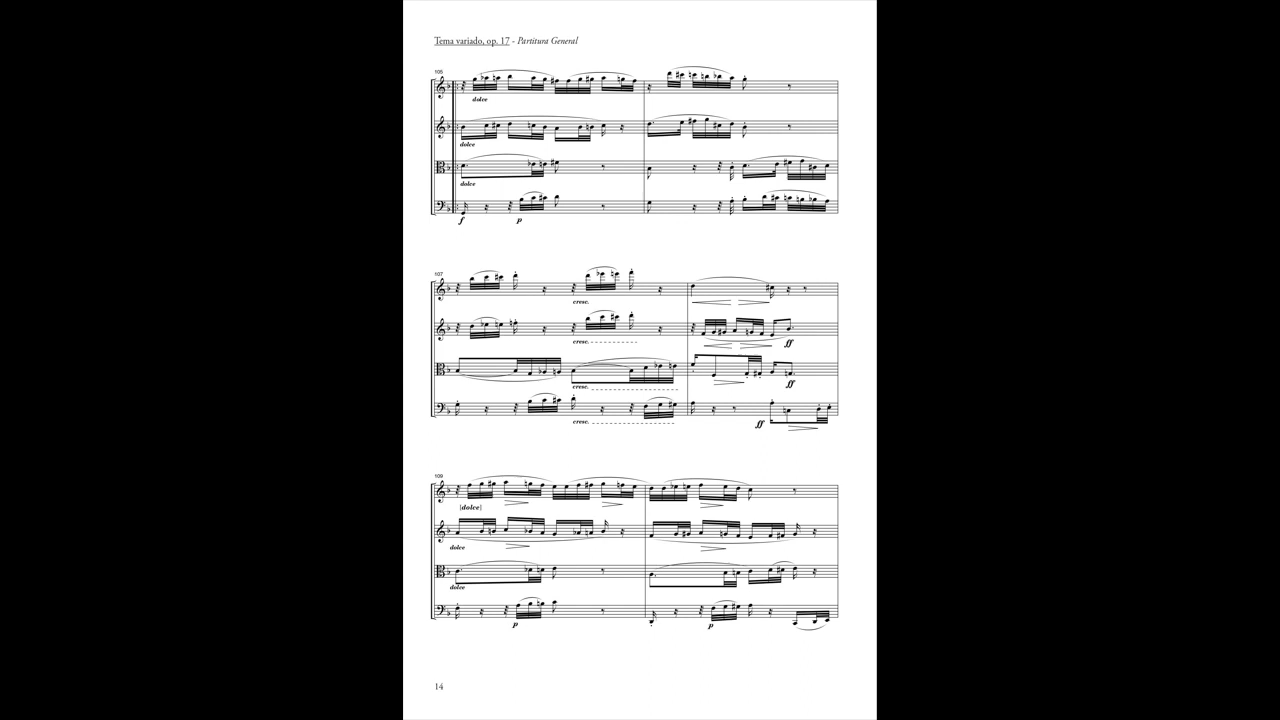 Tema variado, op. 17 - Partitura General
105
dolce
dolce
dolce
f p
107
cresc.
cresc.
ff
cresc.
ff
cresc.
ff
109
[dolce]
dolce
dolce
p p
14